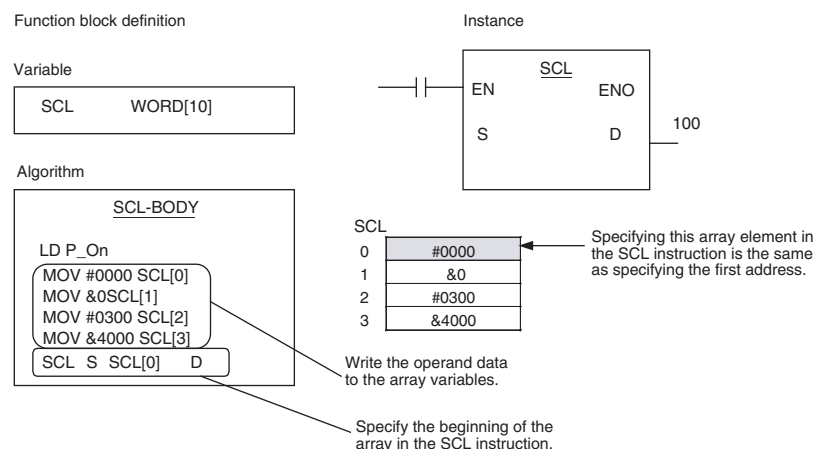 Function block definition
Variable
SCL WORD[10]
Algorithm
SCL-BODY
LD P_On
MOV #0000 SCL[0]
MOV &0SCL[1]
MOV #0300 SCL[2]
MOV &4000 SCL[3]
SCL S SCL[0] D
Instance
SCL
EN ENO
S D
100
SCL
0 #0000
1 &0
2 #0300
3 &4000
Specifying this array element in
the SCL instruction is the same
as specifying the first address.
Write the operand data
to the array variables.
Specify the beginning of the
array in the SCL instruction.